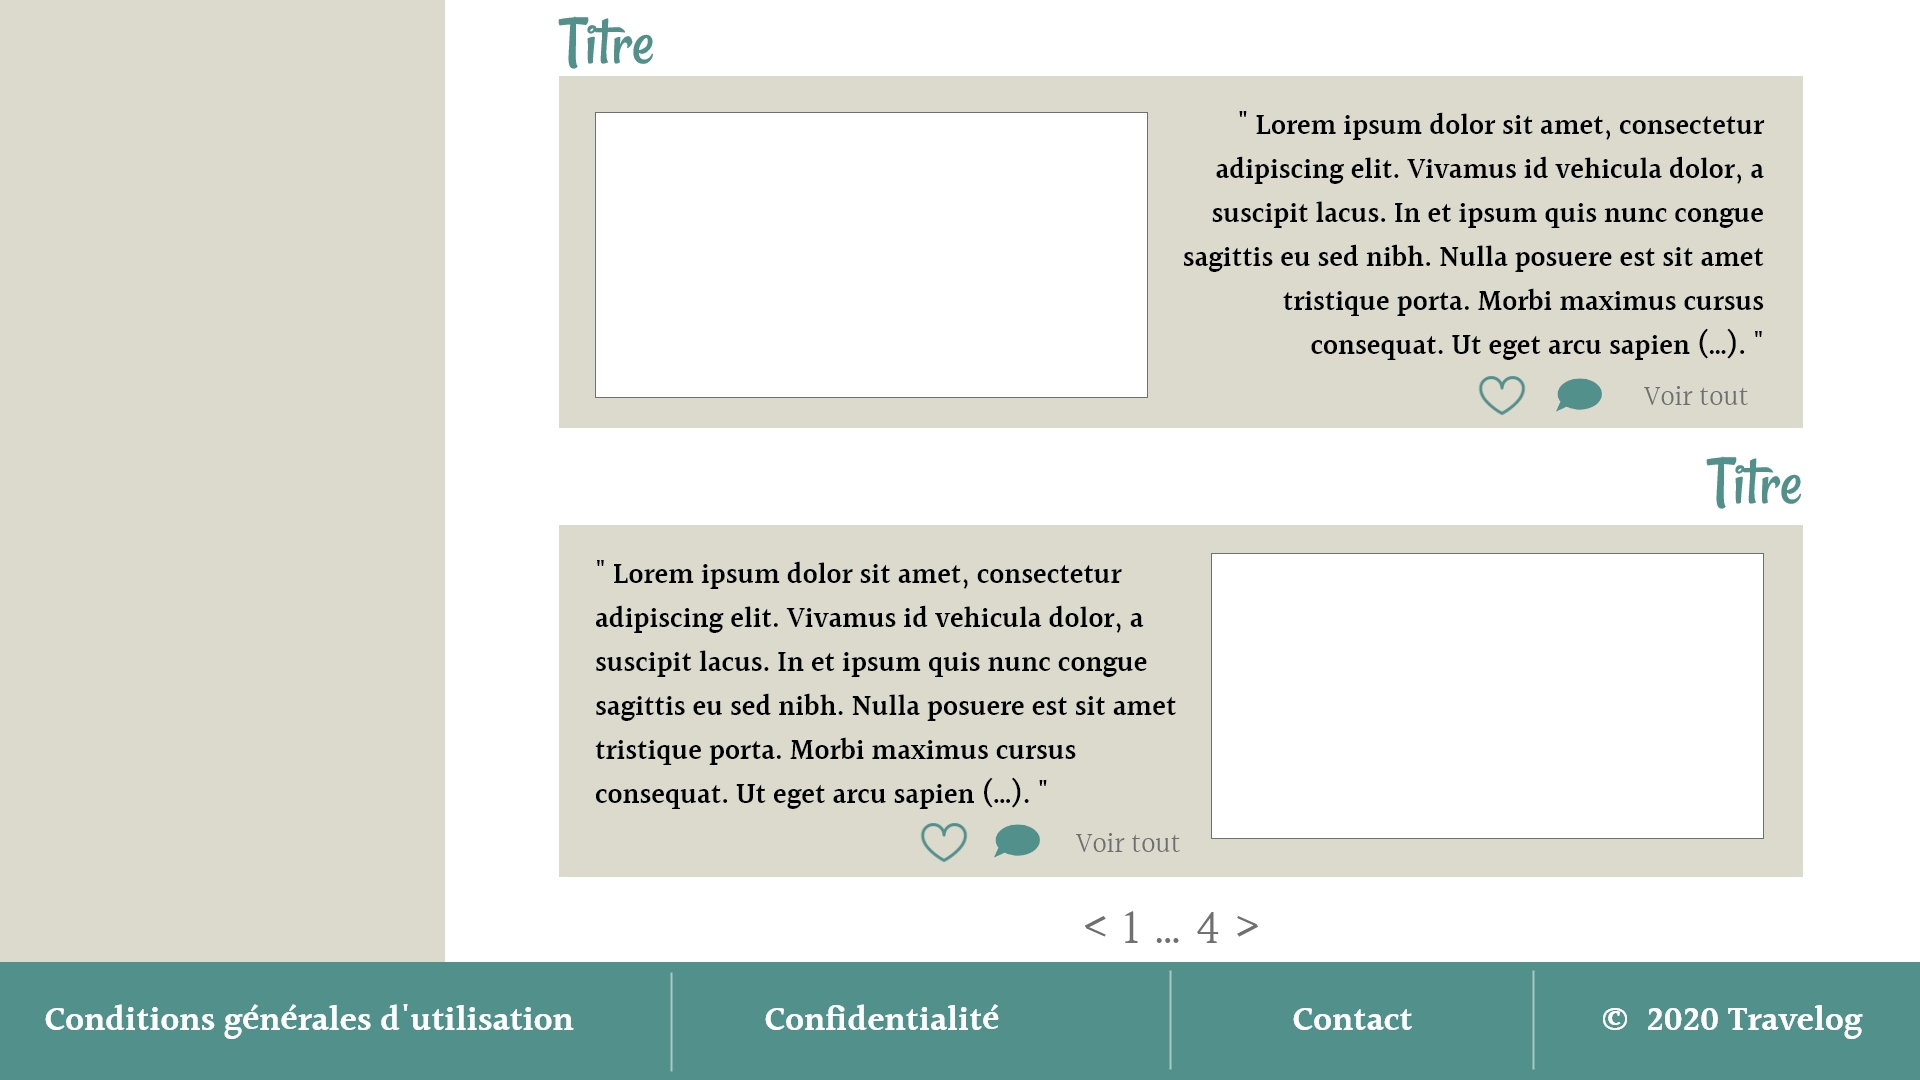 Titre
" Lorem ipsum dolor sit amet, consectetur
adipiscing elit. Vivamus id vehicula dolor, a
suscipit lacus. In et ipsum quis nunc congue
sagittis eu sed nibh. Nulla posuere est sit amet
tristique porta. Morbi maximus cursus
consequat. Ut eget arcu sapien (...). "
Voir tout
Titre
" Lorem ipsum dolor sit amet, consectetur
adipiscing elit. Vivamus id vehicula dolor, a
suscipit lacus. In et ipsum quis nunc congue
sagittis eu sed nibh. Nulla posuere est sit amet
tristique porta. Morbi maximus cursus
consequat. Ut eget arcu sapien (...). "
Voir tout
< 1 ... 4 >
Conditions générales d'utilisation
Confidentialité
Contact
© 2020 Travelog